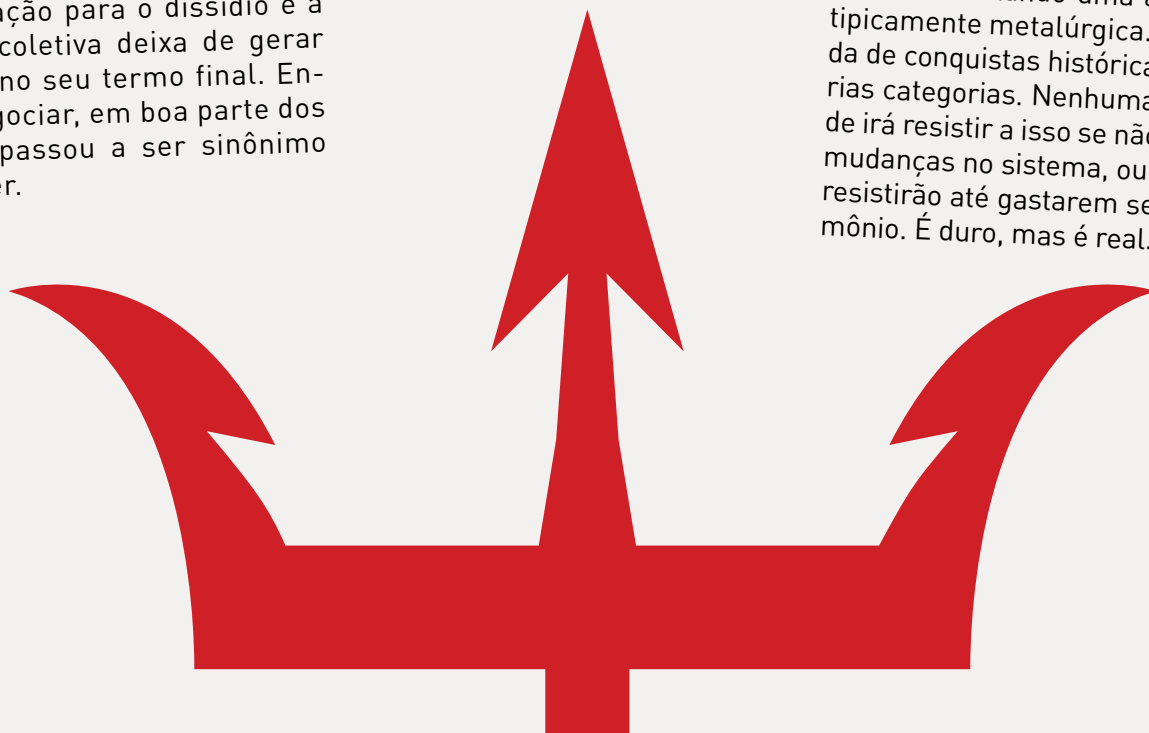 ação para o dissídio e a
coletiva deixa de gerar
no seu termo final. En-
gociar, em boa parte dos
passou a ser sinônimo
er.
uma
tipicamente metalúrgica.
da de conquistas histórica
rias categorias. Nenhuma
de irá resistir a isso se não
mudanças no sistema, ou
resistirão até gastarem se
mônio. É duro, mas é real.